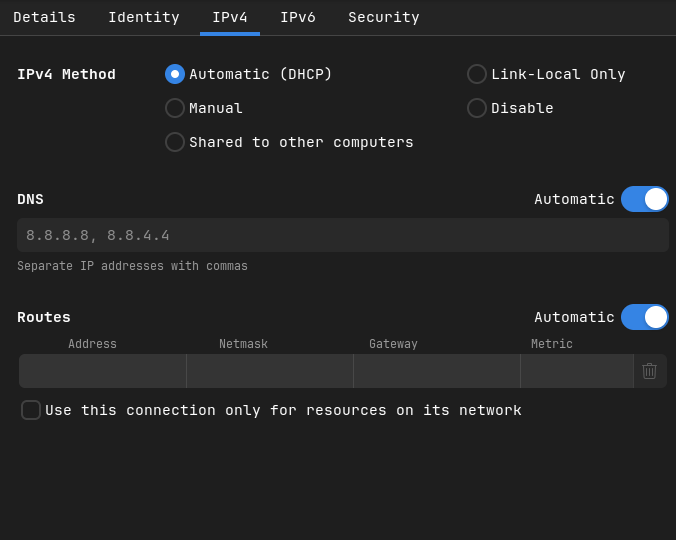 Details Identity IPv4 IPv6 Security
IPv4 Method Automatic (DHCP) Link-Local Only
Manual Disable
Shared to other computers
DNS Automatic
8.8.8.8, 8.8.4.4
Separate IP addresses with commas
Routes Automatic
Address Netmask Gateway Metric
Use this connection only for resources on its network